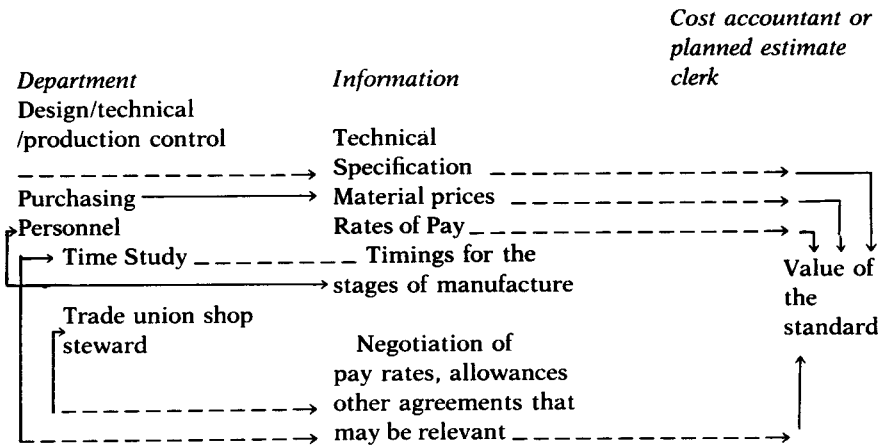 Cost accountant or
planned estimate
clerk
Department
Information
Design/technical
/production control
Technical
Specification
Purchasing
Material prices
Personnel
Rates of Pay
Time Study
Timings for the
stages of manufacture
Value of
the
standard
Trade union shop
steward
Negotiation of
pay rates, allowances
other agreements that
may be relevant